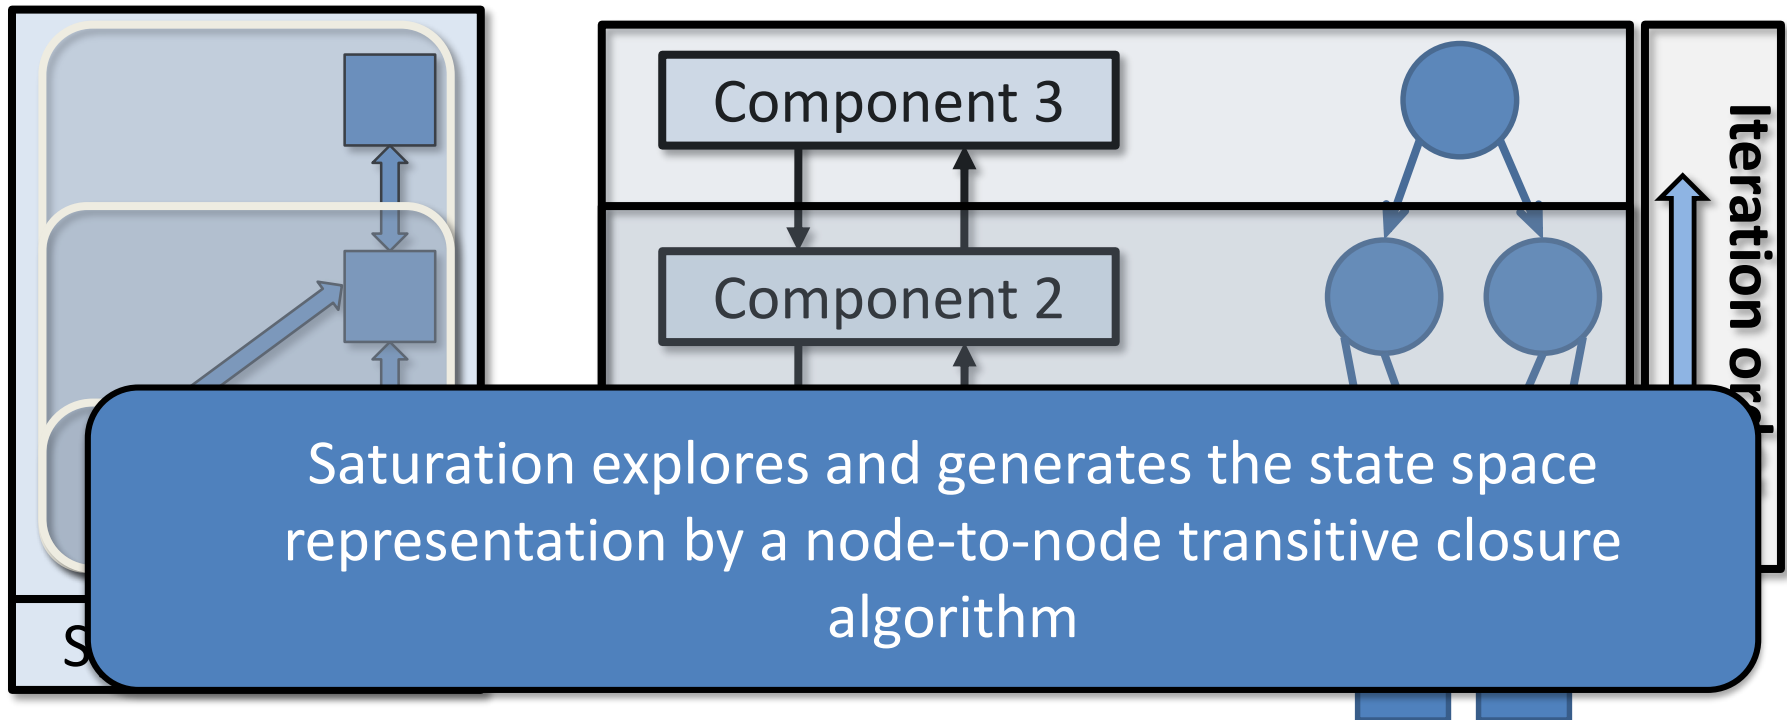 Component 3
Component 2
Iteration
Saturation explores and generates the state space
representation by a node-to-node transitive closure
algorithm